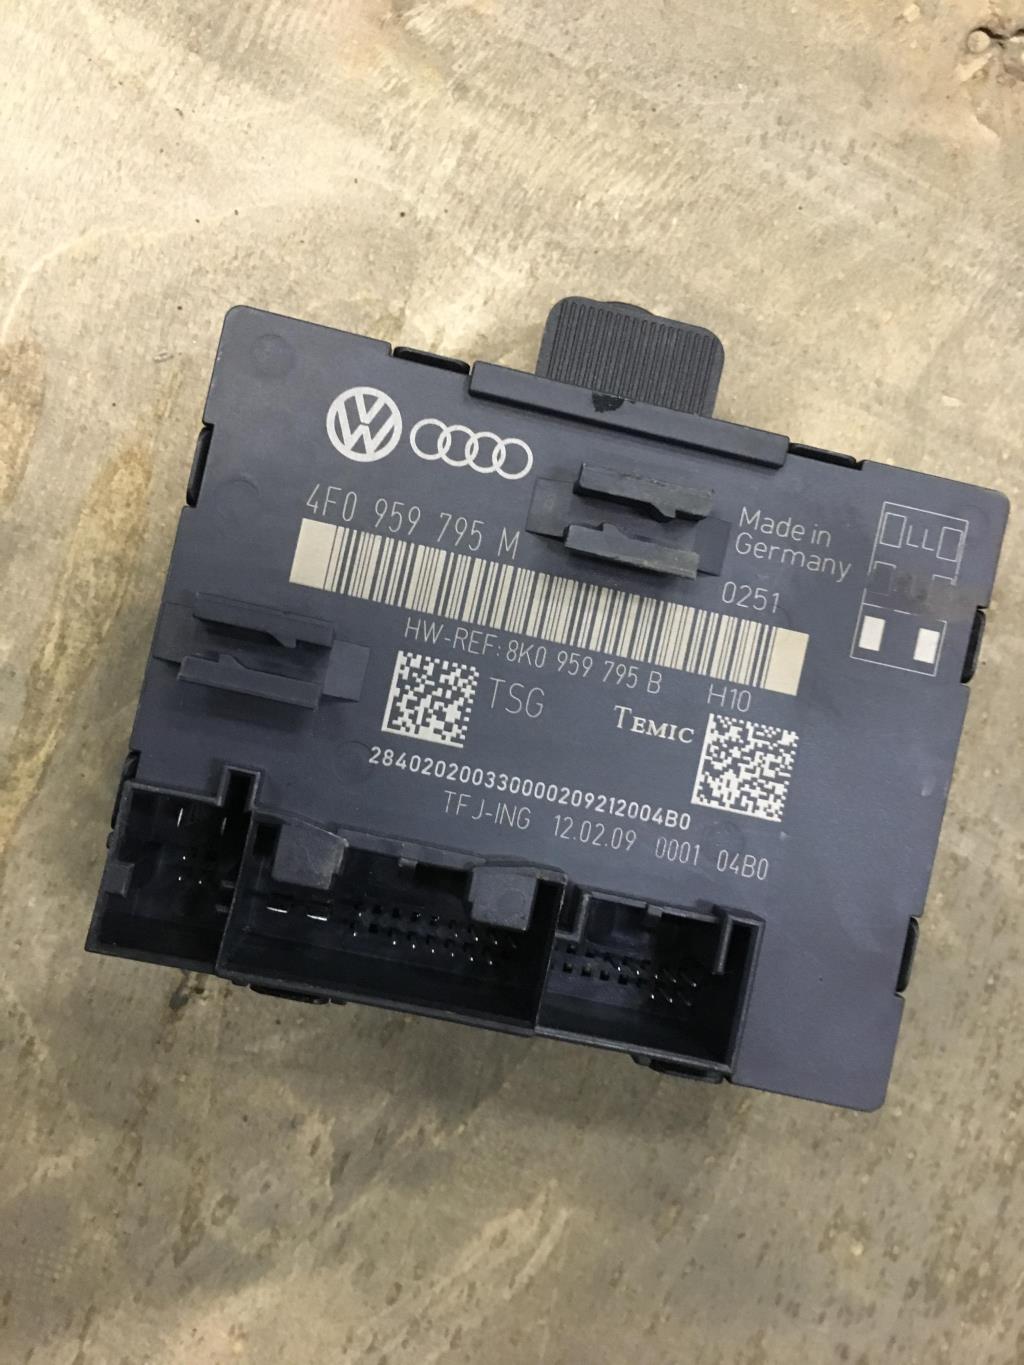 4F0 959 795 M
Made in
Germany
0251
HW-REF: 8K0 959 795 B H10
TSG TEMIC
284020200330000209212004B0
TFJ-ING 12.02.09 0001 04B0